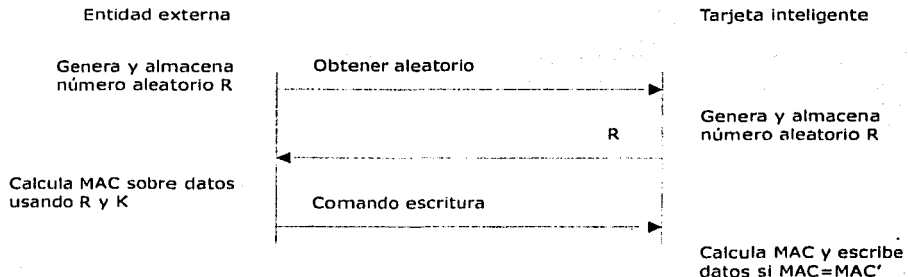 Entidad externa
Tarjeta inteligente
Genera y almacena
número aleatorio R
Obtener aleatorio
Genera y almacena
número aleatorio R
R
Calcula MAC sobre datos
usando R y K
Comando escritura
Calcula MAC y escribe
datos si MAC=MAC'